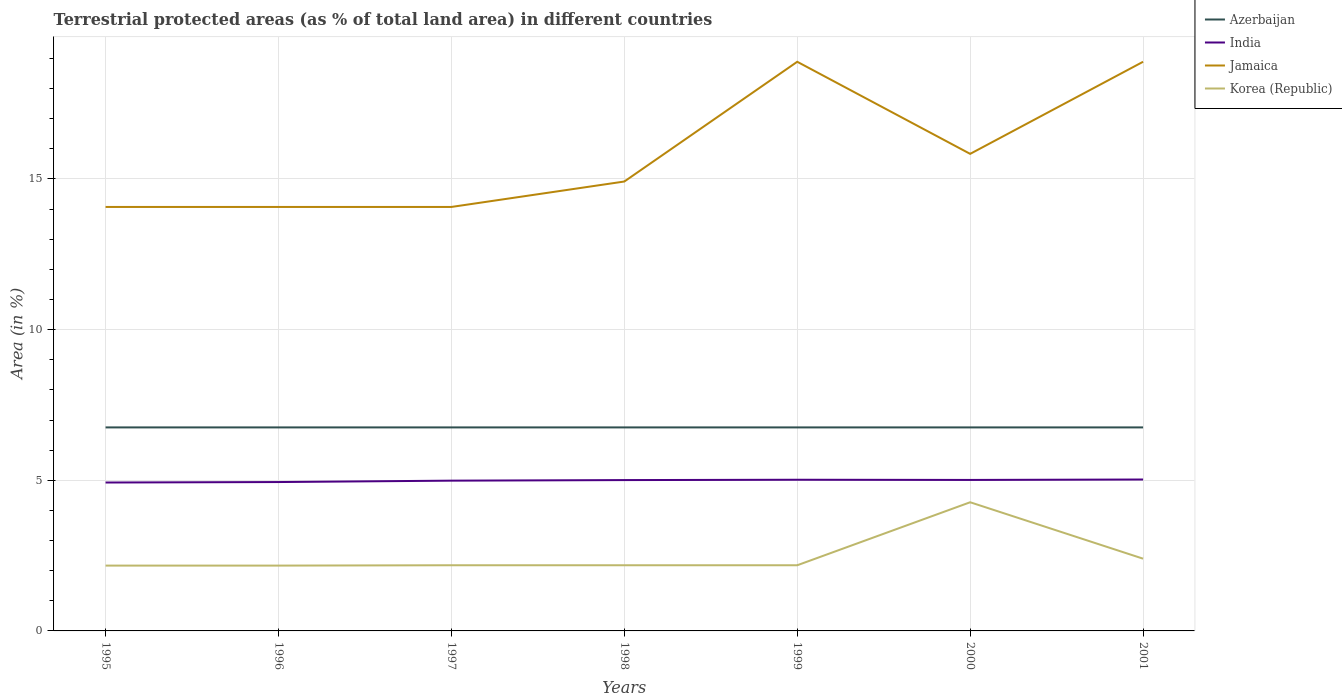 Terrestrial protected areas (as % of total land area) in different countries
Azerbaijan
India
Jamaica
Korea (Republic)
Area (in %)
15
10
5
0
1995
1996
1997
1998
1999
2000
2001
Years